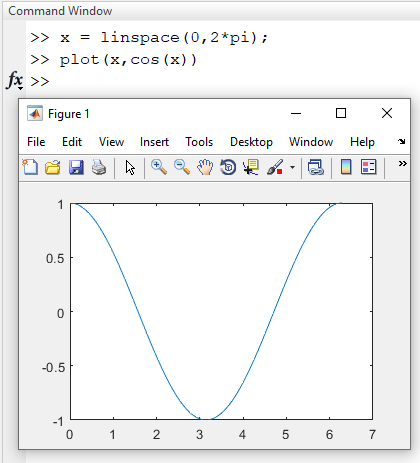 Command Window
>> x = linspace(0,2*pi);
>> plot(x,cos(x))
fx >>
Figure 1
File Edit View Insert Tools Desktop Window Help
1
0.5
0
-0.5
-1
0 1 2 3 4 5 6 7